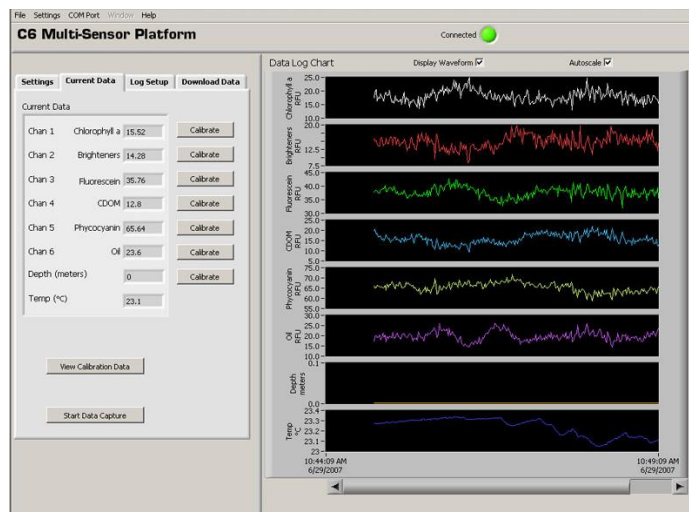 File Settings COM Port Window Help
C6 Multi-Sensor Platform
Connected
Settings Current Data Log Setup Download Data
Current Data
Chan 1 Chlorophyll a 15.52 Calibrate
Chan 2 Brighteners 14.28 Calibrate
Chan 3 Fluorescein 35.76 Calibrate
Chan 4 CDOM 12.8 Calibrate
Chan 5 Phycocyanin 65.64 Calibrate
Chan 6 Oil 23.6 Calibrate
Depth (meters) 0 Calibrate
Temp (°C) 23.1
View Calibration Data
Start Data Capture
Data Log Chart Display Waveform Autoscale
Chlorophyll a
RFU
25.0
20.0
15.0
10.0
Brighteners
RFU
20.0
12.5
7.5
Fluorescein
RFU
45.0
40.0
35.0
30.0
CDOM
RFU
25.0
20.0
15.0
10.0
5.0
Phycocyanin
RFU
75.0
70.0
65.0
60.0
55.0
Oil
RFU
30.0
25.0
20.0
15.0
10.0
Depth
meters
0.1
0.0
Temp
°C
23.4
23.3
23.2
23.1
23
10:44:09 AM 10:49:09 AM
6/29/2007 6/29/2007